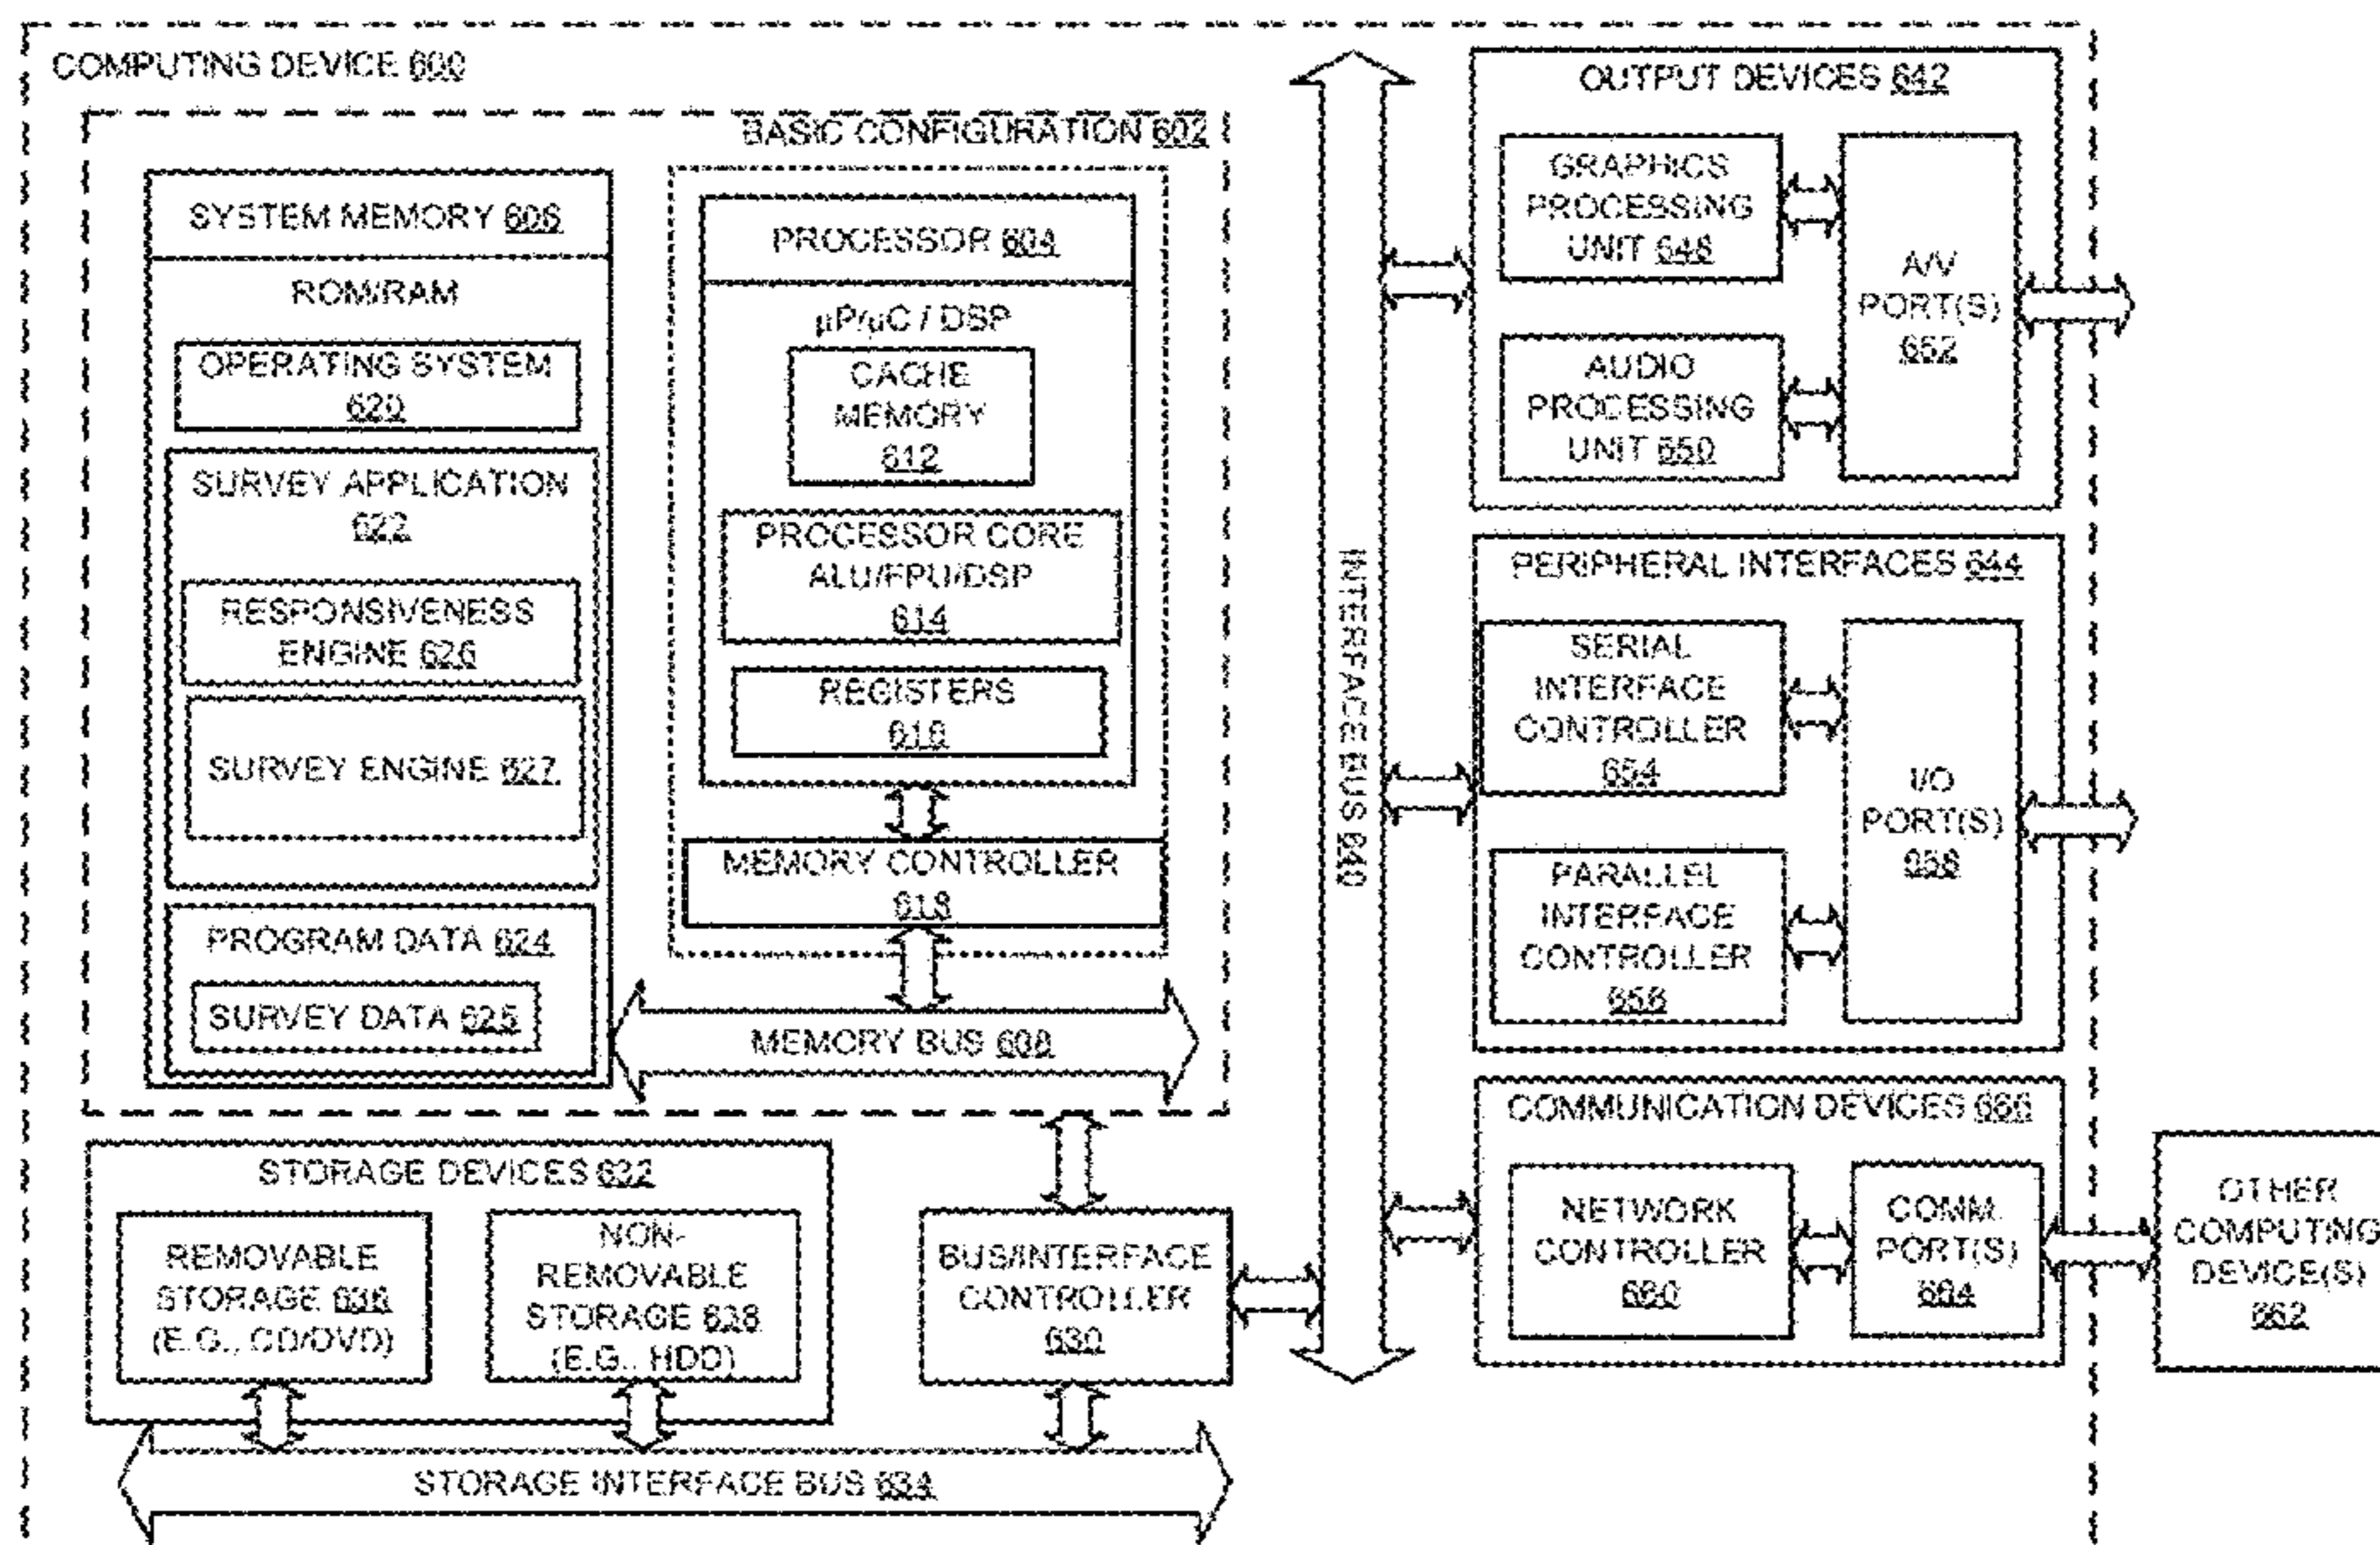 COMPUTING DEVICE 600
BASIC CONFIGURATION 602
SYSTEM MEMORY 606
ROM/RAM
OPERATING SYSTEM
620
SURVEY APPLICATION
622
RESPONSIVENESS
ENGINE 626
SURVEY ENGINE 627
PROGRAM DATA 624
SURVEY DATA 625
PROCESSOR 604
µP/µC / DSP
CACHE
MEMORY
612
PROCESSOR CORE
ALU/FPU/DSP
614
REGISTERS
616
MEMORY CONTROLLER
618
MEMORY BUS 608
STORAGE DEVICES 632
REMOVABLE
STORAGE 636
(E.G., CD/DVD)
NON-
REMOVABLE
STORAGE 638
(E.G., HDD)
BUS/INTERFACE
CONTROLLER
630
STORAGE INTERFACE BUS 634
INTERFACE BUS 640
OUTPUT DEVICES 642
GRAPHICS
PROCESSING
UNIT 648
AUDIO
PROCESSING
UNIT 650
A/V
PORT(S)
652
PERIPHERAL INTERFACES 644
SERIAL
INTERFACE
CONTROLLER
654
PARALLEL
INTERFACE
CONTROLLER
656
I/O
PORT(S)
658
COMMUNICATION DEVICES 666
NETWORK
CONTROLLER
660
COMM.
PORT(S)
664
OTHER
COMPUTING
DEVICE(S)
662